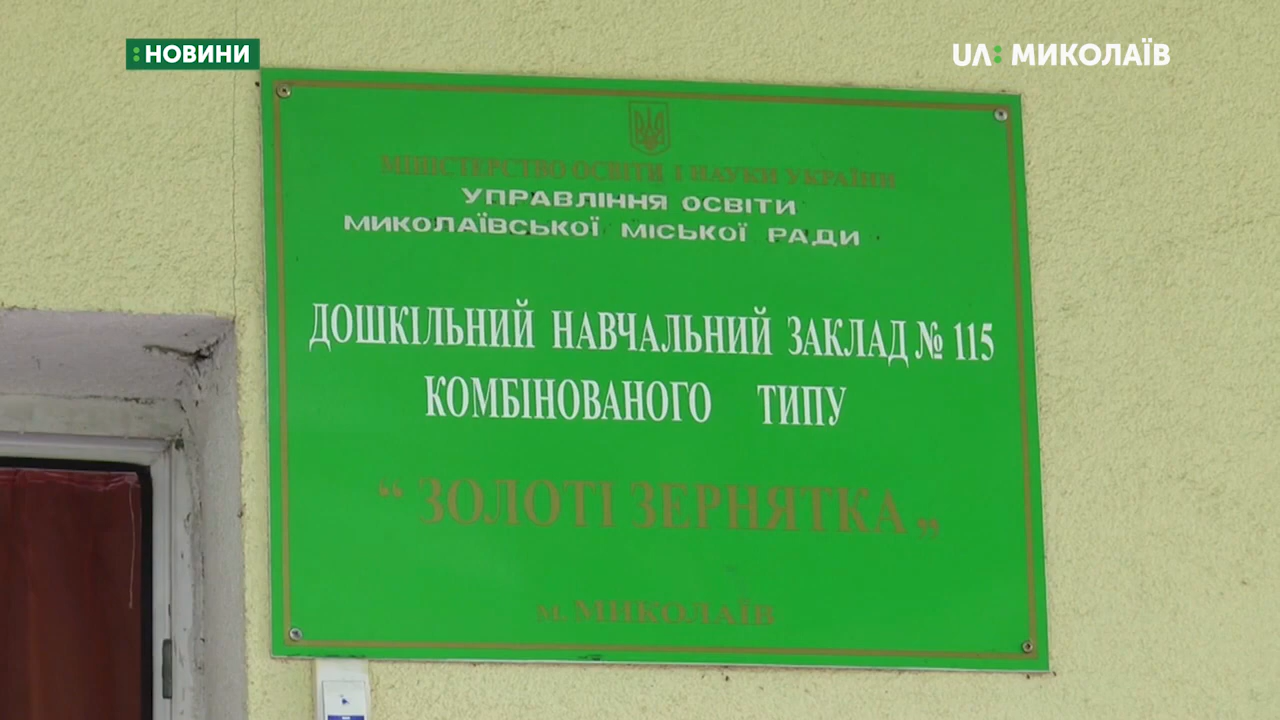 :НОВИНИ
UA: МИКОЛАЇВ
МІНІСТЕРСТВО ОСВІТИ І НАУКИ УКРАЇНИ
УПРАВЛІННЯ ОСВІТИ
МИКОЛАЇВСЬКОЇ МІСЬКОЇ РАДИ
ДОШКІЛЬНИЙ НАВЧАЛЬНИЙ ЗАКЛАД № 115
КОМБІНОВАНОГО ТИПУ
“ ЗОЛОТІ ЗЕРНЯТКА „
м. МИКОЛАЇВ